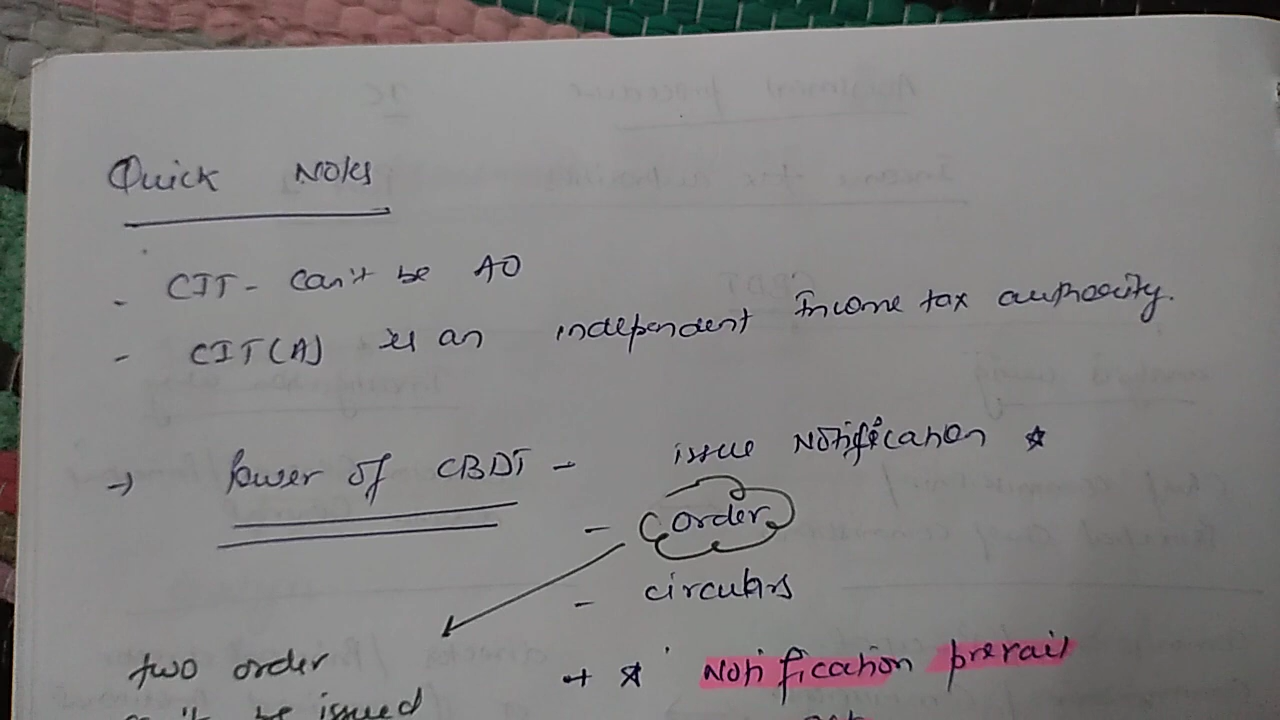 Quick Notes
- CIT - can't be AO
- CIT(A) is an independent Income tax authority.
→ Power of CBDT - issue Notification ☆
- order
- circulars
two order
→ ☆ Notification prevail
be issued